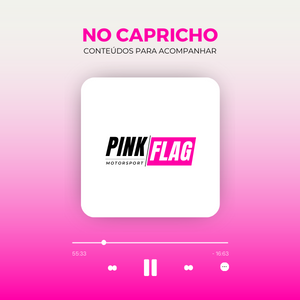 NO CAPRICHO
CONTEÚDOS PARA ACOMPANHAR
PINK FLAG
MOTORSPORT
55:33 - 16:63